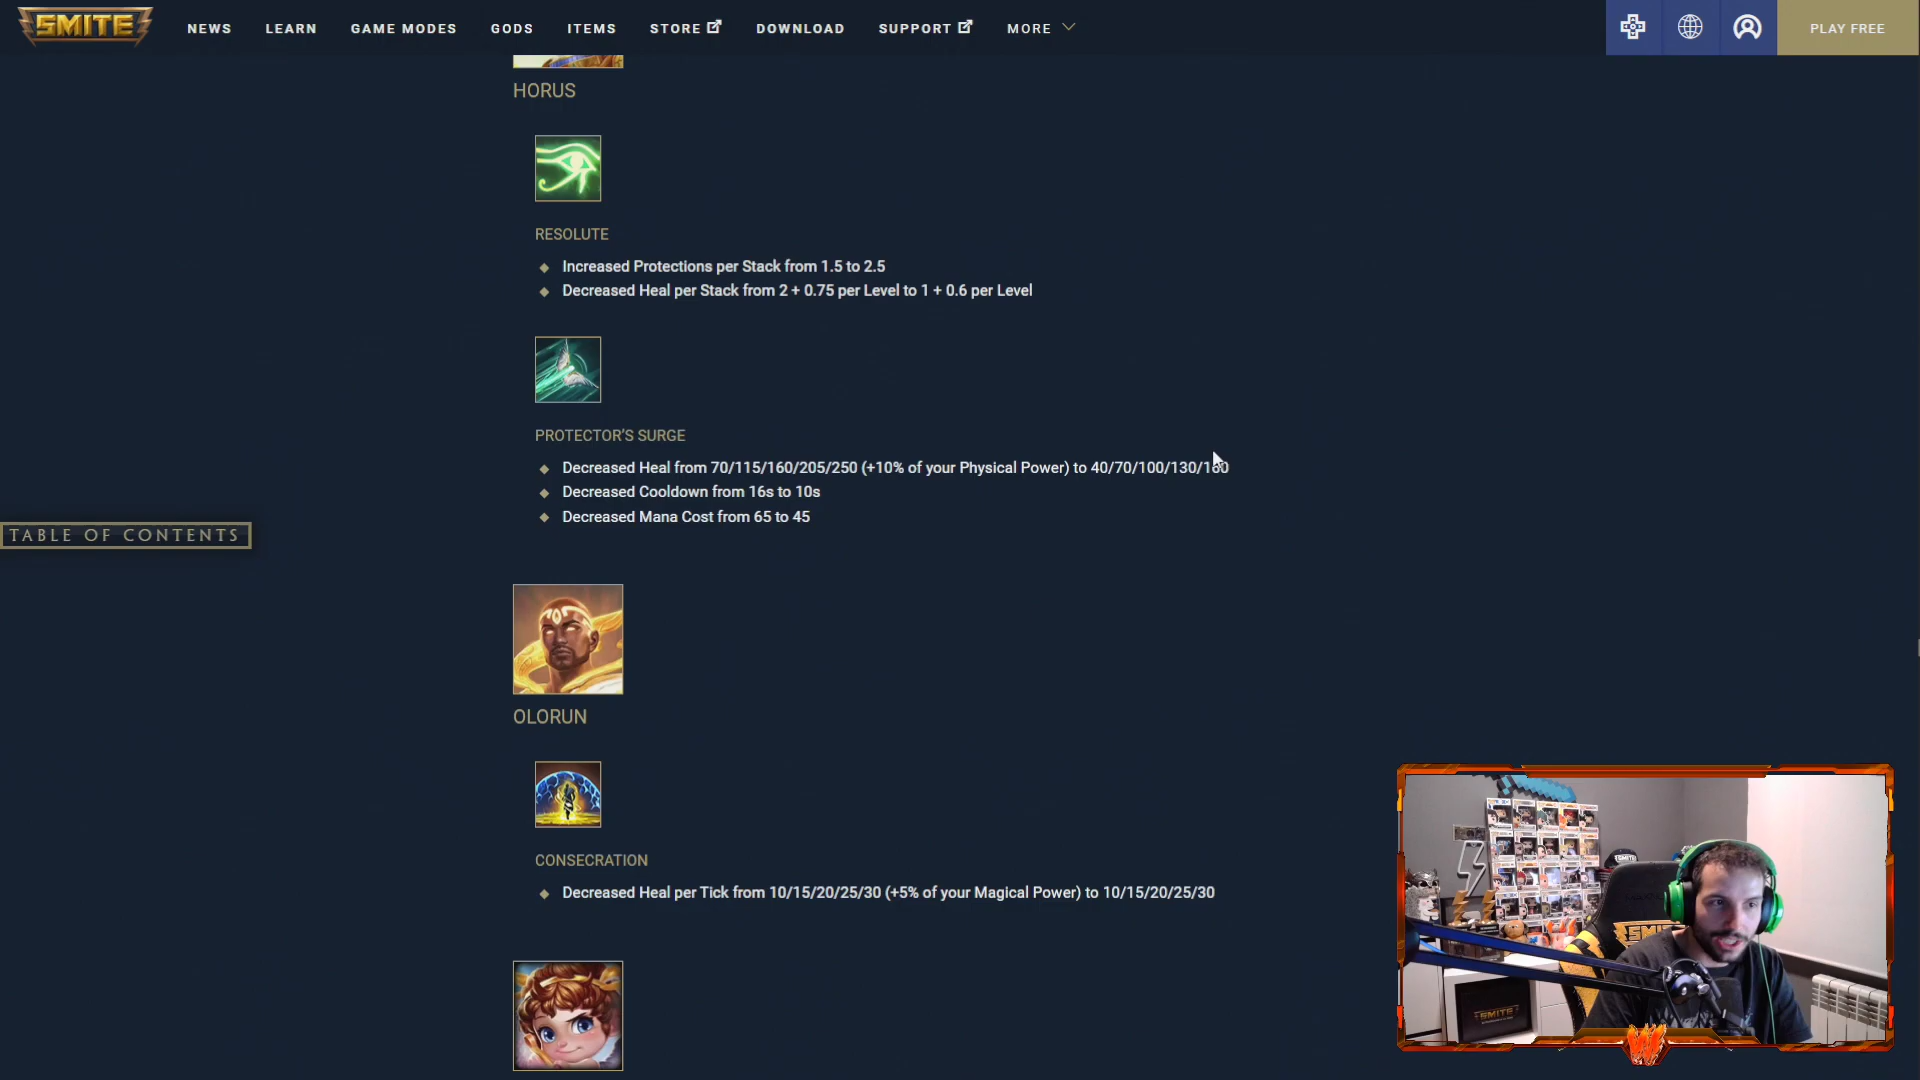 SMITE NEWS LEARN GAME MODES GODS ITEMS STORE DOWNLOAD SUPPORT MORE PLAY FREE
HORUS
RESOLUTE
Increased Protections per Stack from 1.5 to 2.5
Decreased Heal per Stack from 2 + 0.75 per Level to 1 + 0.6 per Level
PROTECTOR'S SURGE
Decreased Heal from 70/115/160/205/250 (+10% of your Physical Power) to 40/70/100/130/160
Decreased Cooldown from 16s to 10s
Decreased Mana Cost from 65 to 45
TABLE OF CONTENTS
OLORUN
CONSECRATION
Decreased Heal per Tick from 10/15/20/25/30 (+5% of your Magical Power) to 10/15/20/25/30
SMITE